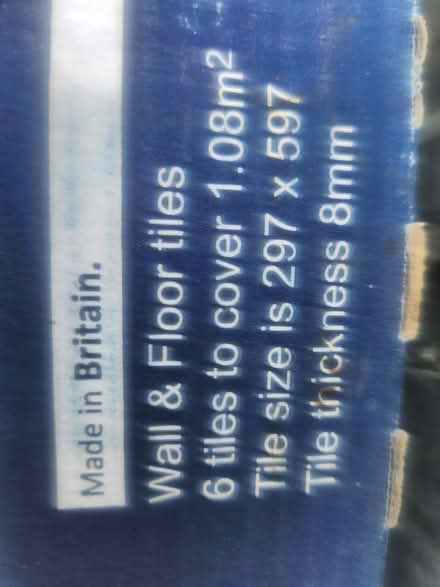 Made in Britain.
Wall & Floor tiles
6 tiles to cover 1.08m²
Tile size is 297 x 597
Tile thickness 8mm